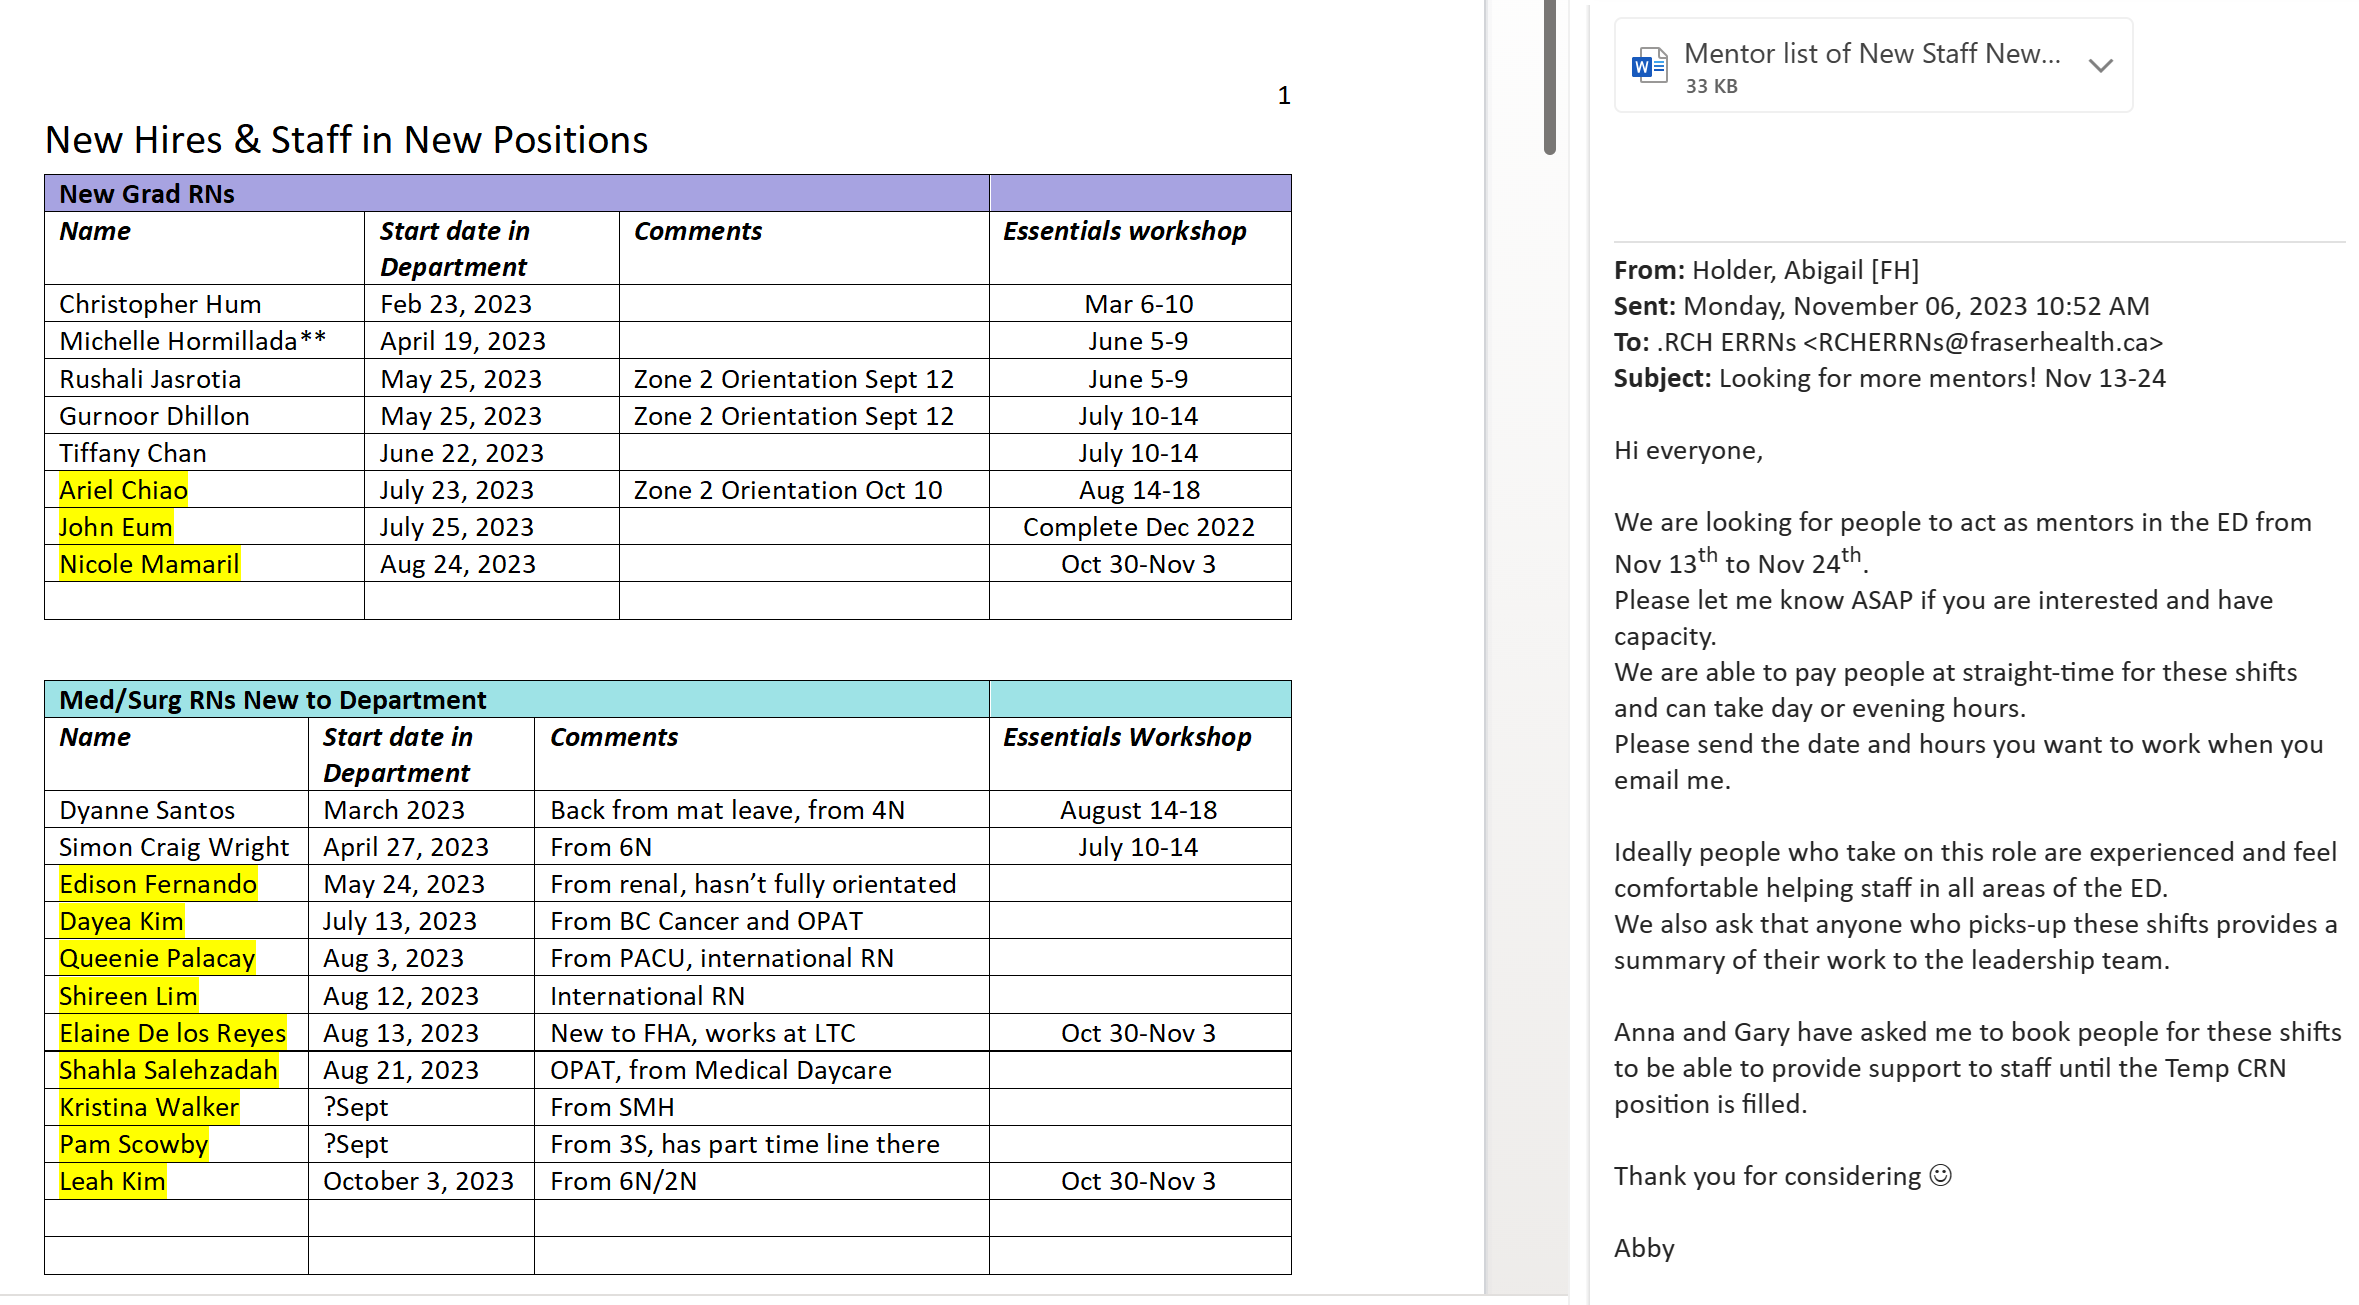 1
New Hires & Staff in New Positions
New Grad RNs
Name Start date in Department Comments Essentials workshop
Christopher Hum Feb 23, 2023 Mar 6-10
Michelle Hormillada** April 19, 2023 June 5-9
Rushali Jasrotia May 25, 2023 Zone 2 Orientation Sept 12 June 5-9
Gurnoor Dhillon May 25, 2023 Zone 2 Orientation Sept 12 July 10-14
Tiffany Chan June 22, 2023 July 10-14
Ariel Chiao July 23, 2023 Zone 2 Orientation Oct 10 Aug 14-18
John Eum July 25, 2023 Complete Dec 2022
Nicole Mamaril Aug 24, 2023 Oct 30-Nov 3
Med/Surg RNs New to Department
Name Start date in Department Comments Essentials Workshop
Dyanne Santos March 2023 Back from mat leave, from 4N August 14-18
Simon Craig Wright April 27, 2023 From 6N July 10-14
Edison Fernando May 24, 2023 From renal, hasn’t fully orientated
Dayea Kim July 13, 2023 From BC Cancer and OPAT
Queenie Palacay Aug 3, 2023 From PACU, international RN
Shireen Lim Aug 12, 2023 International RN
Elaine De los Reyes Aug 13, 2023 New to FHA, works at LTC Oct 30-Nov 3
Shahla Salehzadah Aug 21, 2023 OPAT, from Medical Daycare
Kristina Walker ?Sept From SMH
Pam Scowby ?Sept From 3S, has part time line there
Leah Kim October 3, 2023 From 6N/2N Oct 30-Nov 3
Mentor list of New Staff New...
33 KB
From: Holder, Abigail [FH]
Sent: Monday, November 06, 2023 10:52 AM
To: .RCH ERRNs <RCHERRNs@fraserhealth.ca>
Subject: Looking for more mentors! Nov 13-24
Hi everyone,
We are looking for people to act as mentors in the ED from
Nov 13th to Nov 24th.
Please let me know ASAP if you are interested and have
capacity.
We are able to pay people at straight-time for these shifts
and can take day or evening hours.
Please send the date and hours you want to work when you
email me.
Ideally people who take on this role are experienced and feel
comfortable helping staff in all areas of the ED.
We also ask that anyone who picks-up these shifts provides a
summary of their work to the leadership team.
Anna and Gary have asked me to book people for these shifts
to be able to provide support to staff until the Temp CRN
position is filled.
Thank you for considering ☺
Abby